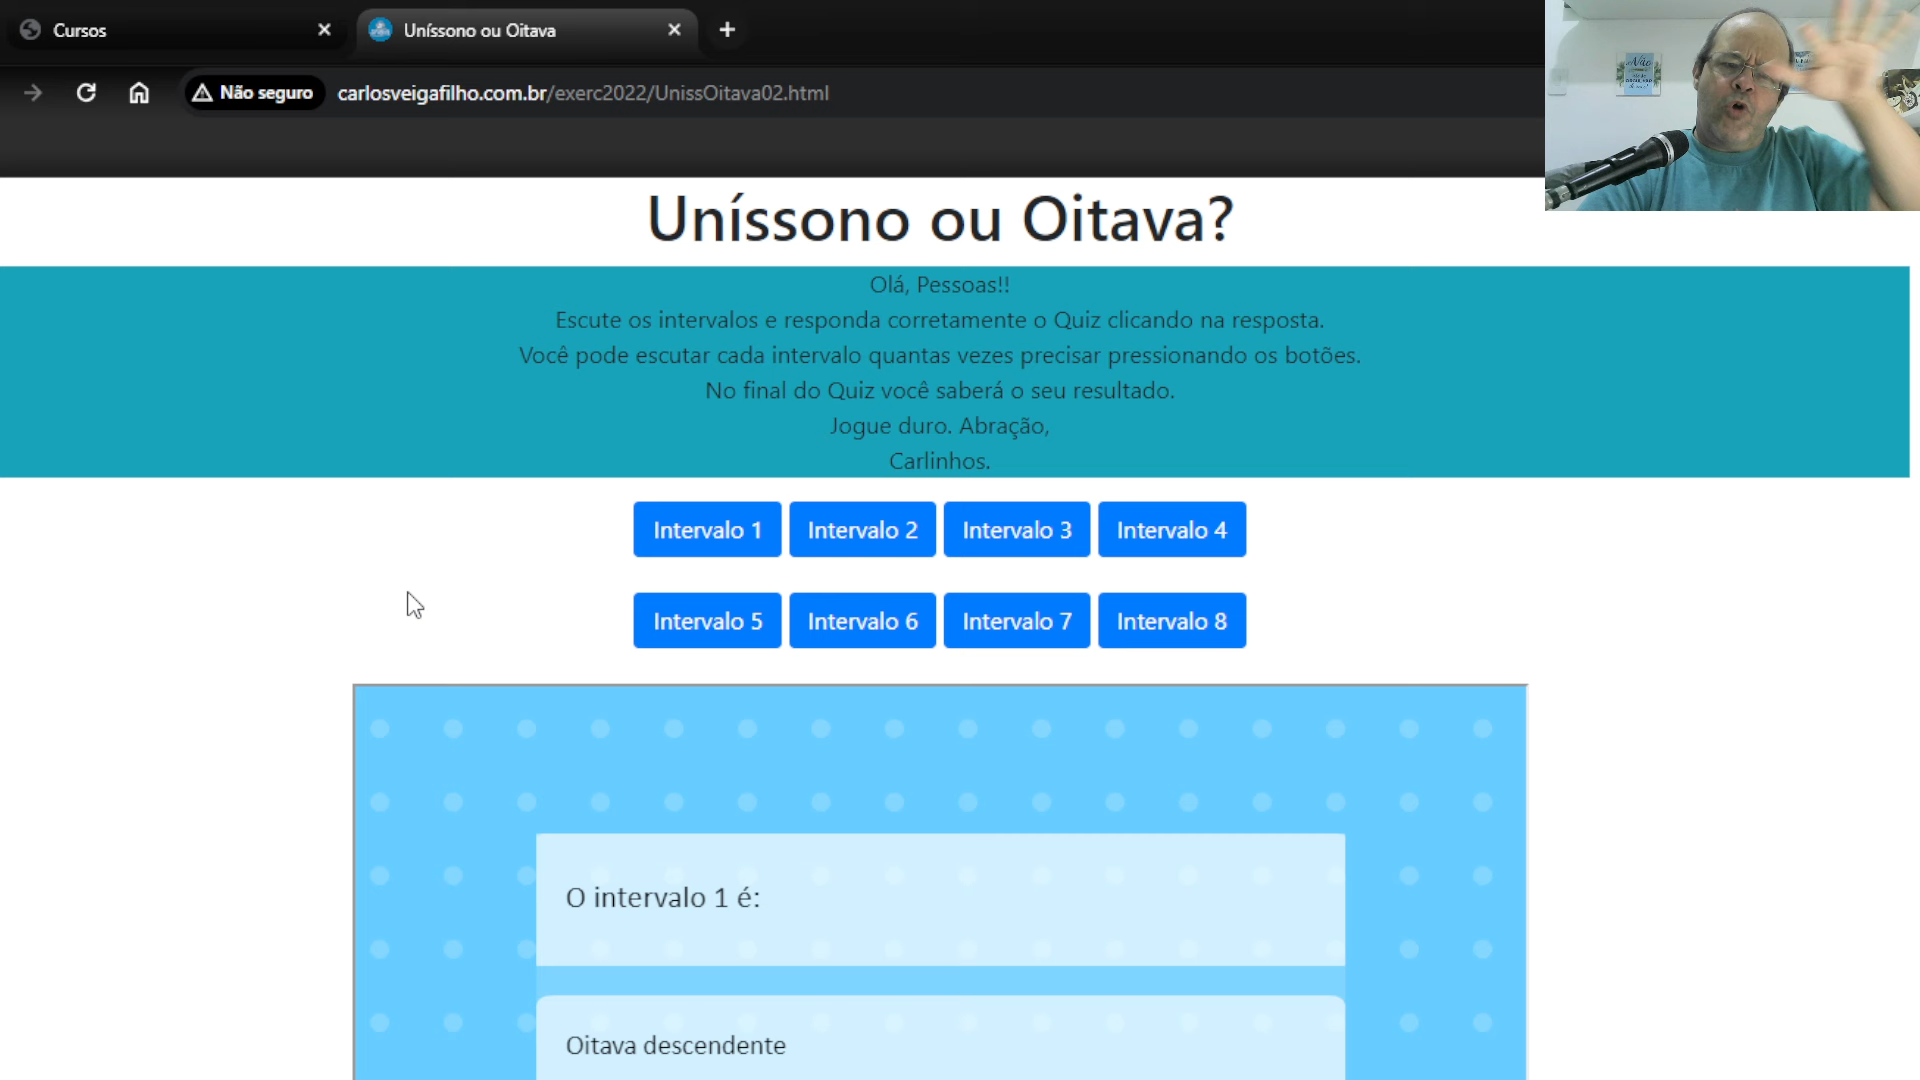 Cursos
Uníssono ou Oitava
Não seguro
carlosveigafilho.com.br/exerc2022/UnissOitava02.html
Uníssono ou Oitava?
Olá, Pessoas!!
Escute os intervalos e responda corretamente o Quiz clicando na resposta.
Você pode escutar cada intervalo quantas vezes precisar pressionando os botões.
No final do Quiz você saberá o seu resultado.
Jogue duro. Abração,
Carlinhos.
Intervalo 1 Intervalo 2 Intervalo 3 Intervalo 4
Intervalo 5 Intervalo 6 Intervalo 7 Intervalo 8
O intervalo 1 é:
Oitava descendente